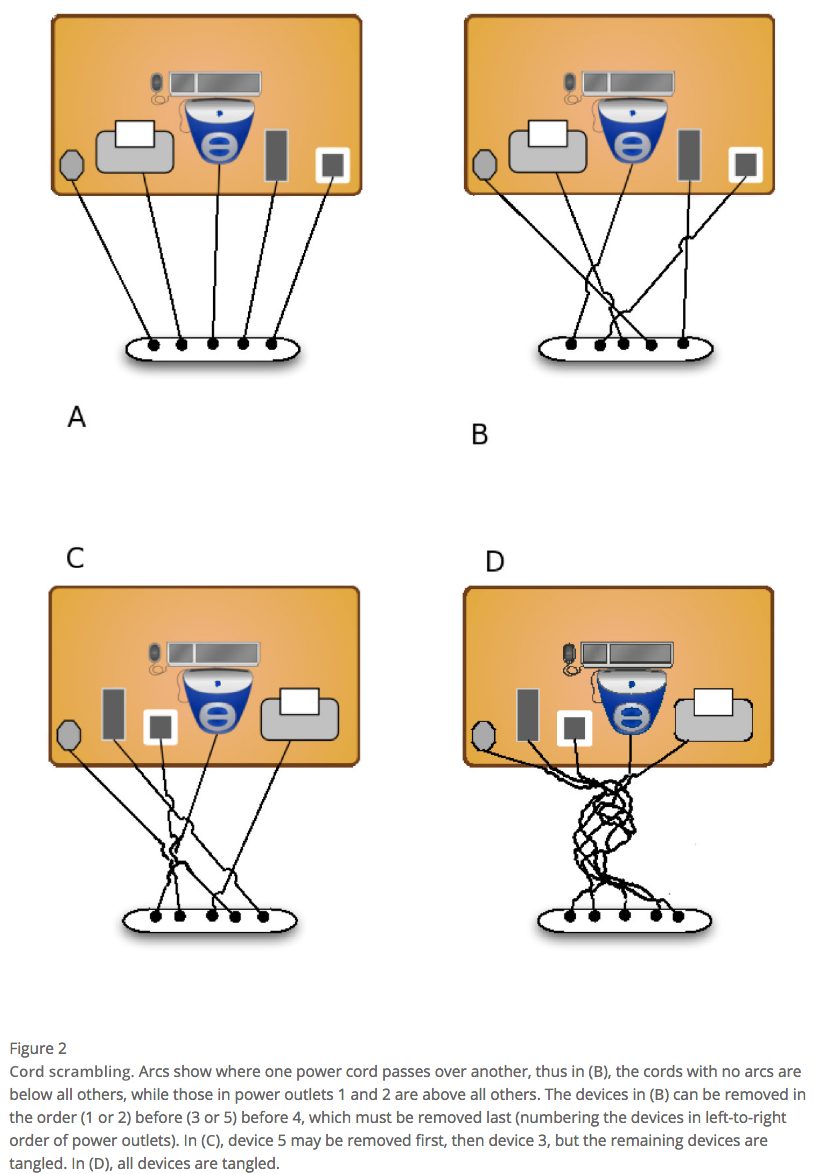 A
B
C
D
Figure 2
Cord scrambling. Arcs show where one power cord passes over another, thus in (B), the cords with no arcs are
below all others, while those in power outlets 1 and 2 are above all others. The devices in (B) can be removed in
the order (1 or 2) before (3 or 5) before 4, which must be removed last (numbering the devices in left-to-right
order of power outlets). In (C), device 5 may be removed first, then device 3, but the remaining devices are
tangled. In (D), all devices are tangled.